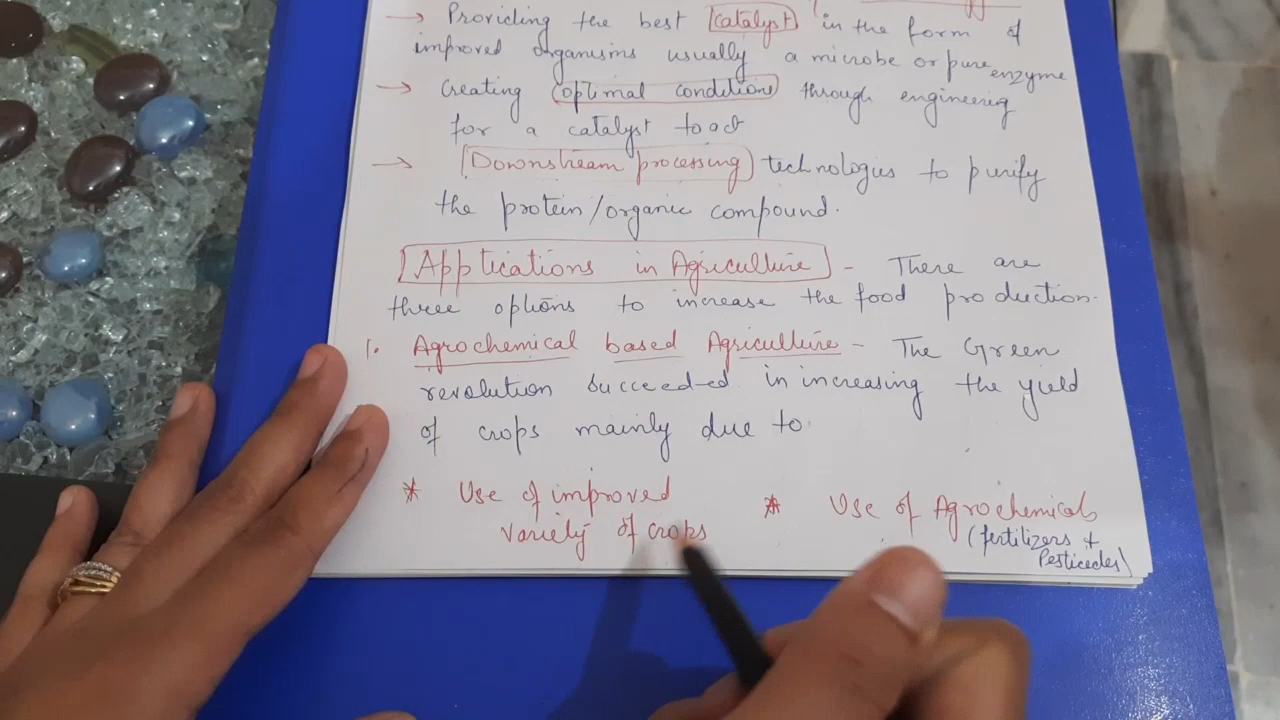 → Providing the best catalyst in the form of
improved organisms usually a microbe or pure enzyme
→ Creating optimal condition through engineering
for a catalyst to act
→ Downstream processing technologies to purify
the protein/organic compound.
Applications in Agriculture - There are
three options to increase the food production.
1. Agrochemical based Agriculture - The Green
revolution succeeded in increasing the yield
of crops mainly due to
* Use of improved
variety of crops
* Use of Agrochemicals
(fertilizers +
Pesticides)